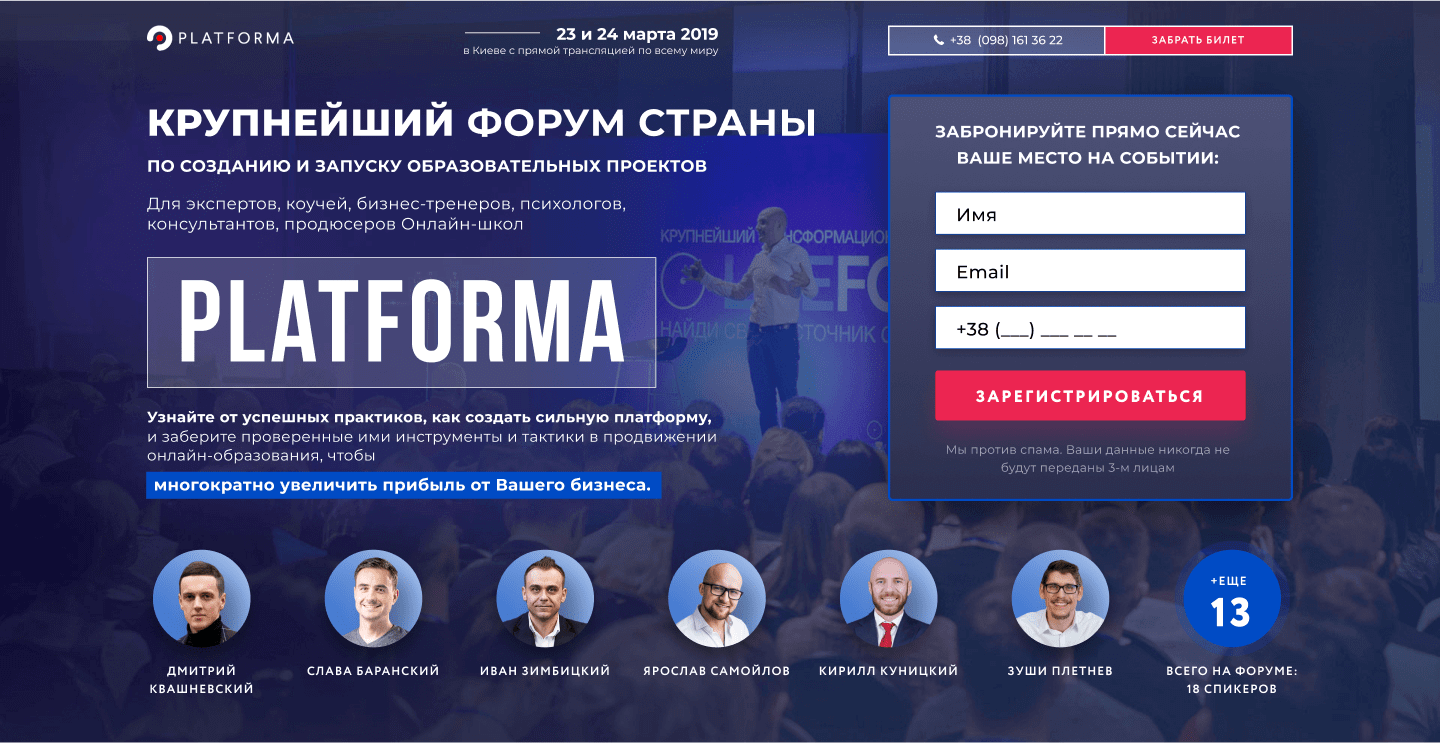 PLATFORMA
23 и 24 марта 2019
в Киеве с прямой трансляцией по всему миру
+38 (098) 161 36 22
ЗАБРАТЬ БИЛЕТ
КРУПНЕЙШИЙ ФОРУМ СТРАНЫ
ПО СОЗДАНИЮ И ЗАПУСКУ ОБРАЗОВАТЕЛЬНЫХ ПРОЕКТОВ
Для экспертов, коучей, бизнес-тренеров, психологов,
консультантов, продюсеров Онлайн-школ
PLATFORMA
КРУПНЕЙШИЙ
НАЙДИ
Узнайте от успешных практиков, как создать сильную платформу,
и заберите проверенные ими инструменты и тактики в продвижении
онлайн-образования, чтобы
многократно увеличить прибыль от Вашего бизнеса.
ЗАБРОНИРУЙТЕ ПРЯМО СЕЙЧАС
ВАШЕ МЕСТО НА СОБЫТИИ:
Имя
Email
+38 (___) ___ __ __
ЗАРЕГИСТРИРОВАТЬСЯ
Мы против спама. Ваши данные никогда не
будут переданы 3-м лицам
ДМИТРИЙ
КВАШНЕВСКИЙ
СЛАВА БАРАНСКИЙ
ИВАН ЗИМБИЦКИЙ
ЯРОСЛАВ САМОЙЛОВ
КИРИЛЛ КУНИЦКИЙ
ЗУШИ ПЛЕТНЕВ
+ЕЩЕ
13
ВСЕГО НА ФОРУМЕ:
18 СПИКЕРОВ